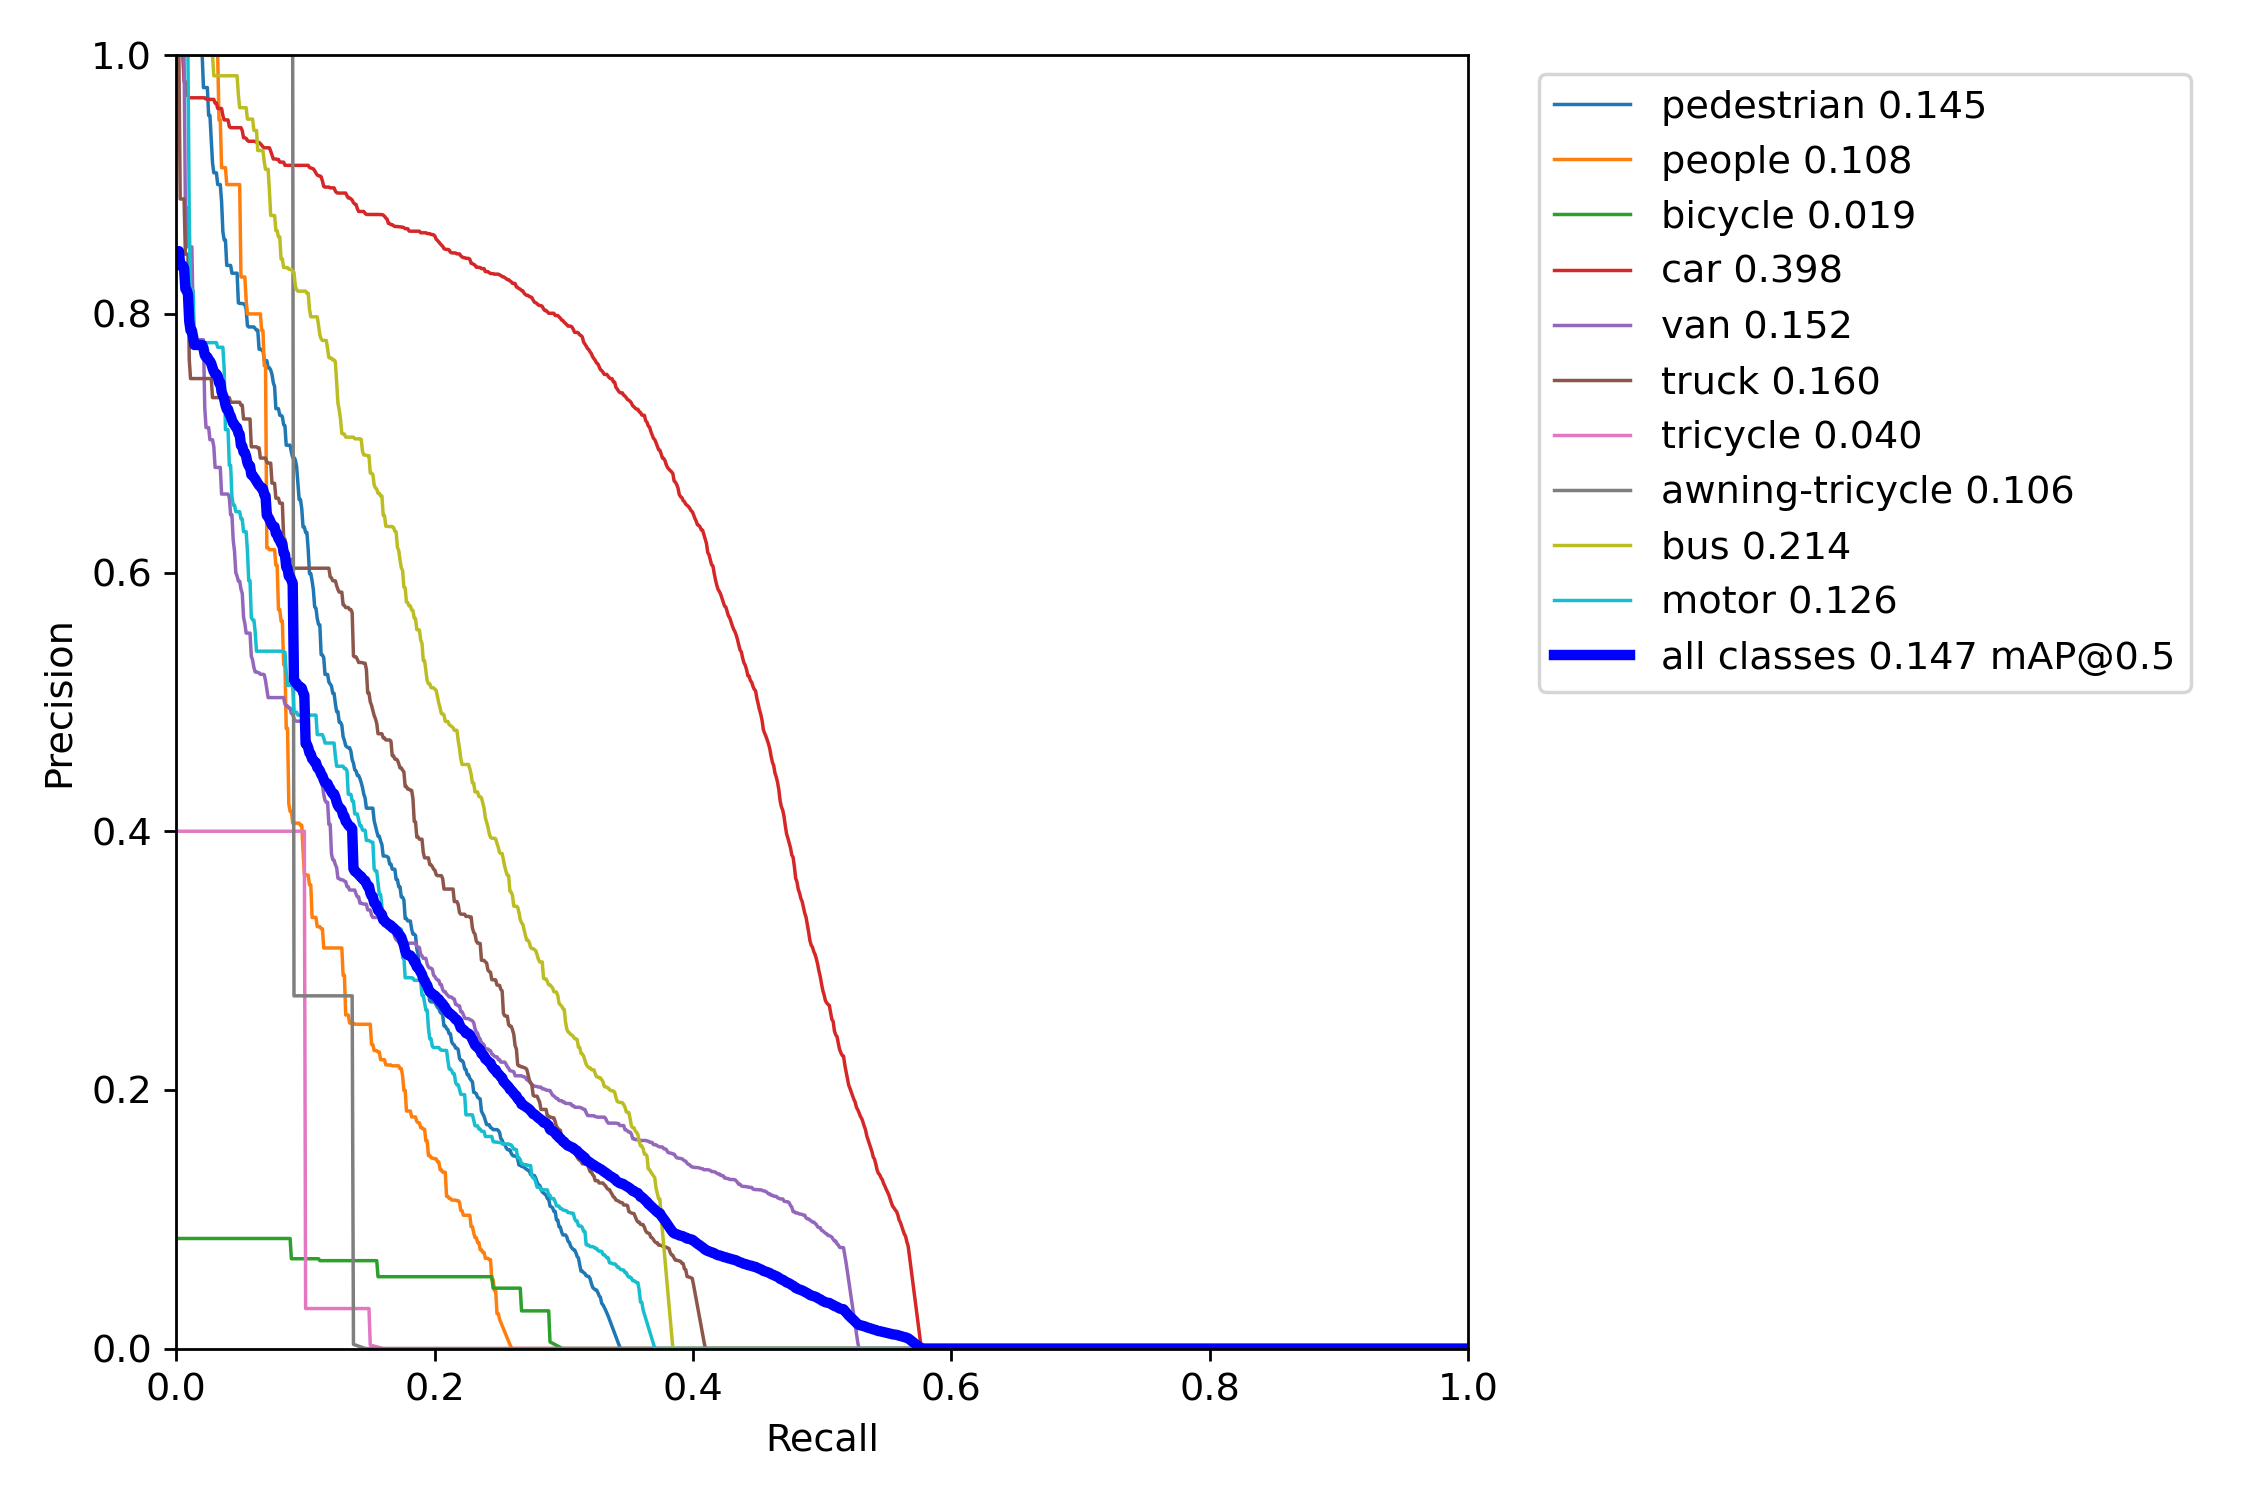 1.0
0.8
0.6
0.4
0.2
0.0
Precision
0.0 0.2 0.4 0.6 0.8 1.0
Recall
pedestrian 0.145
people 0.108
bicycle 0.019
car 0.398
van 0.152
truck 0.160
tricycle 0.040
awning-tricycle 0.106
bus 0.214
motor 0.126
all classes 0.147 mAP@0.5